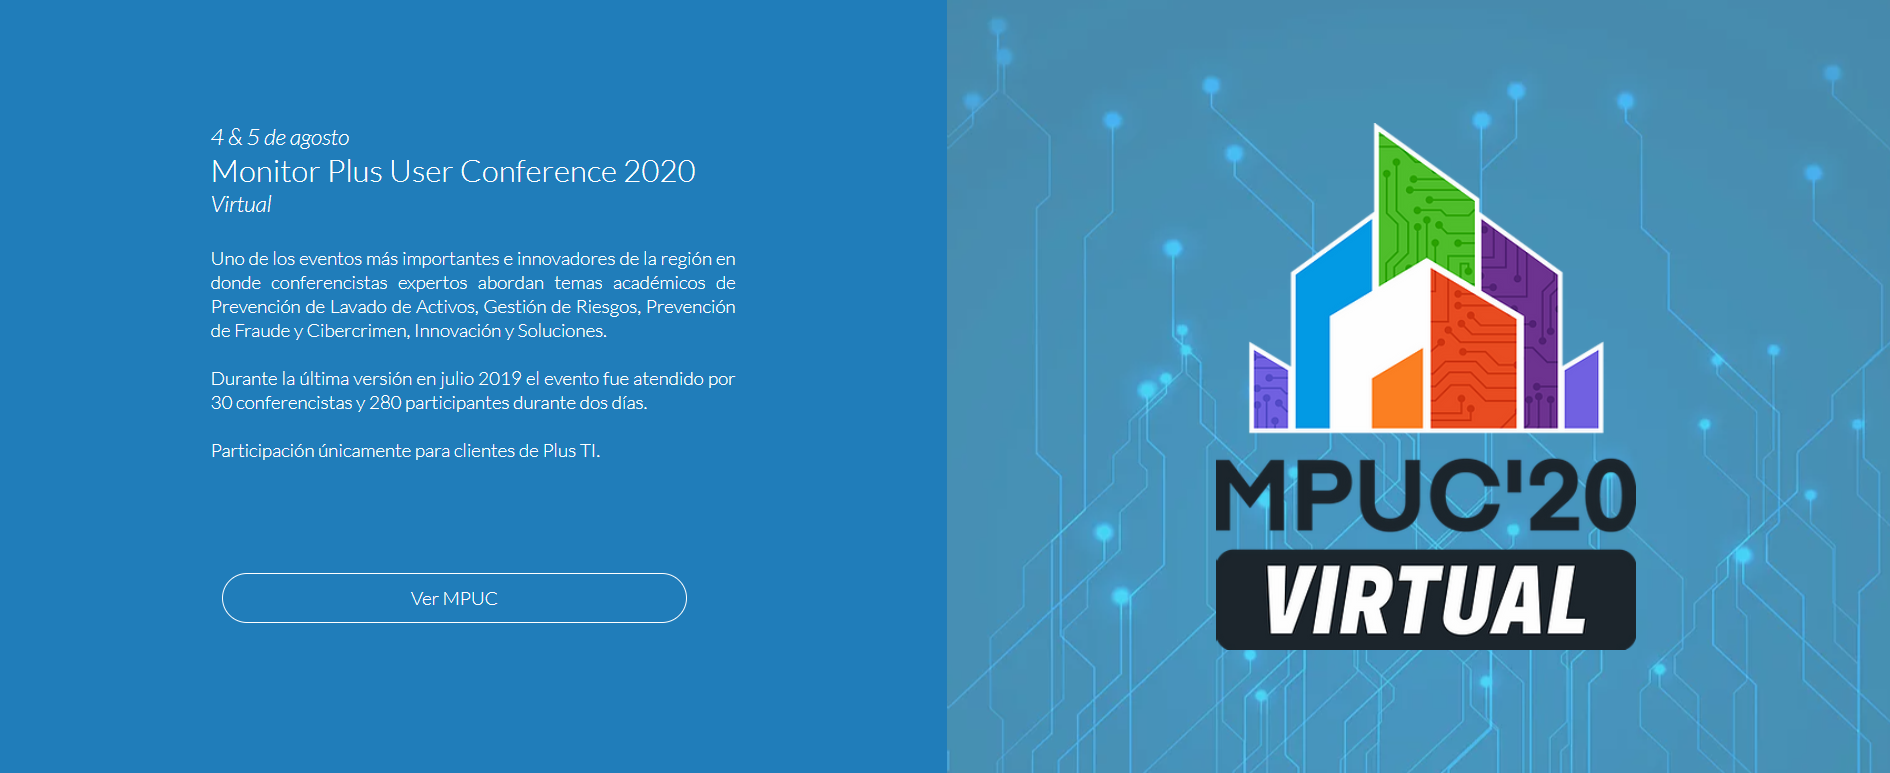 4 & 5 de agosto
Monitor Plus User Conference 2020
Virtual
Uno de los eventos más importantes e innovadores de la región en
donde conferencistas expertos abordan temas académicos de
Prevención de Lavado de Activos, Gestión de Riesgos, Prevención
de Fraude y Cibercrimen, Innovación y Soluciones.
Durante la última versión en julio 2019 el evento fue atendido por
30 conferencistas y 280 participantes durante dos días.
Participación únicamente para clientes de Plus TI.
Ver MPUC
MPUC'20
VIRTUAL